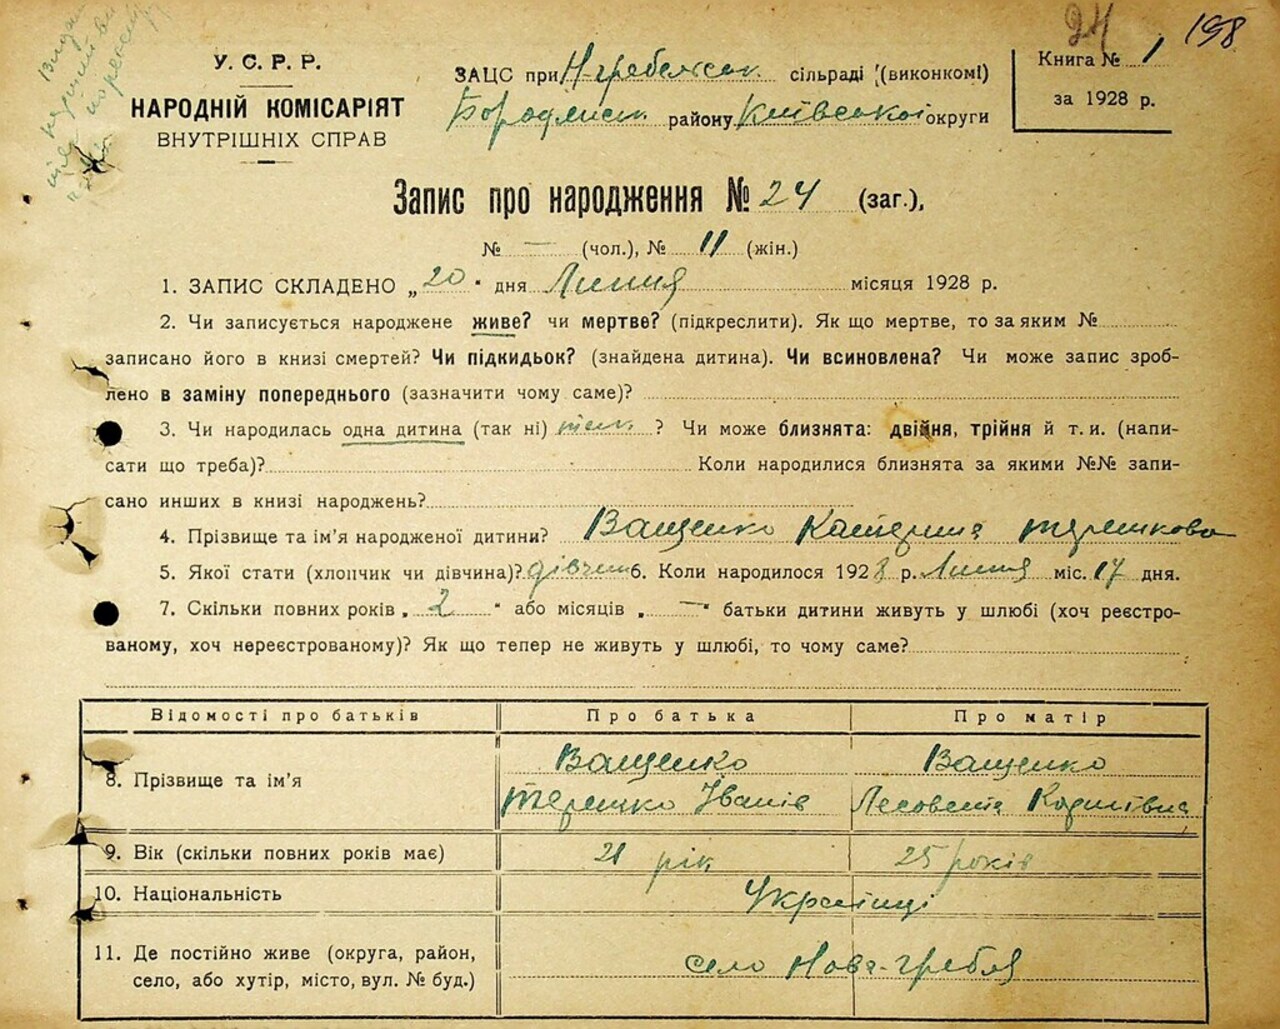 24 198
У. С. Р. Р.
НАРОДНІЙ КОМІСАРІЯТ
ВНУТРІШНІХ СПРАВ
ЗАЦС при Н-гребельськ сільраді (виконкомі)
Бородянськ району Київської округи
Книга № 1
за 1928 р.
Запис про народження № 24 (заг.),
№ — (чол.), № 11 (жін.)
1. ЗАПИС СКЛАДЕНО „20" дня Липня місяця 1928 р.
2. Чи записується народжене живе? чи мертве? (підкреслити). Як що мертве, то за яким №
записано його в книзі смертей? Чи підкидьок? (знайдена дитина). Чи всиновлена? Чи може запис зроб-
лено в заміну попереднього (зазначити чому саме)?
3. Чи народилась одна дитина (так ні) так ? Чи може близнята: двійня, трійня й т. и. (напи-
сати що треба)? Коли народилися близнята за якими №№ запи-
сано инших в книзі народжень?
4. Прізвище та ім'я народженої дитини? Ващенко Катерина Терешкова
5. Якої стати (хлопчик чи дівчина)? дівчин 6. Коли народилося 1928 р. Липня міс. 17 дня.
7. Скільки повних років „ 2 " або місяців „ — " батьки дитини живуть у шлюбі (хоч реєстро-
ваному, хоч нереєстрованому)? Як що тепер не живуть у шлюбі, то чому саме?
Відомості про батьків Про батька Про матір
8. Прізвище та ім'я Ващенко Терешко Іванів Ващенко
9. Вік (скільки повних років має) 21 рік 25 років
10. Національність Українці
11. Де постійно живе (округа, район,
село, або хутір, місто, вул. № буд.) село Нова-гребля